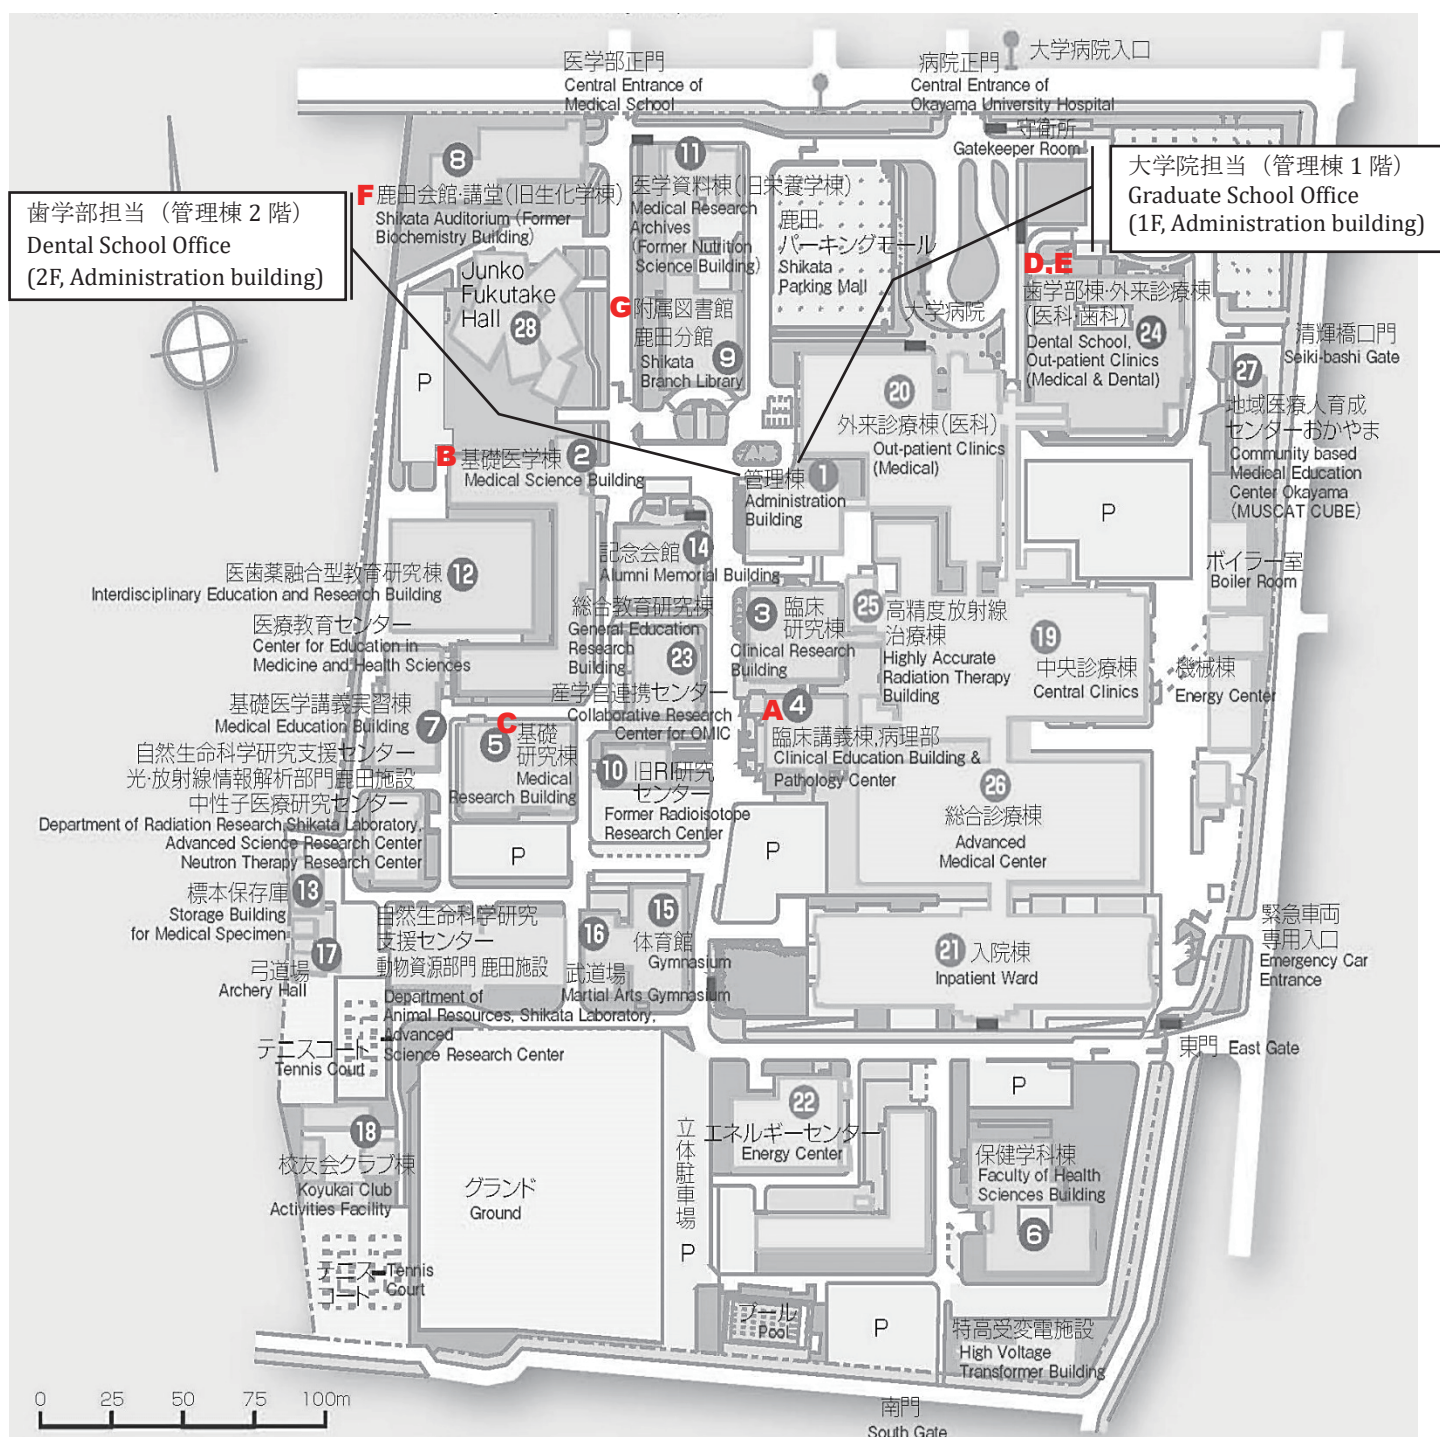 医学部正門
Central Entrance of
Medical School
病院正門
Central Entrance of
Okayama University Hospital
大学病院入口
守衛所
Gatekeeper Room
歯学部担当（管理棟 2 階）
Dental School Office
(2F, Administration building)
大学院担当（管理棟 1 階）
Graduate School Office
(1F, Administration building)
8
F 鹿田会館・講堂(旧生化学棟)
Shikata Auditorium (Former
Biochemistry Building)
11
医学資料棟(旧栄養学棟)
Medical Research
Archives
(Former Nutrition
Science Building)
鹿田
パーキングモール
Shikata
Parking Mall
大学病院
Junko
Fukutake
Hall
28
G 附属図書館
鹿田分館
Shikata
Branch Library
9
D,E
歯学部棟・外来診療棟
(医科・歯科)
Dental School,
Out-patient Clinics
(Medical & Dental)
24
清輝橋口門
Seiki-bashi Gate
27
地域医療人育成
センターおかやま
Community based
Medical Education
Center Okayama
(MUSCAT CUBE)
P
20
外来診療棟(医科)
Out-patient Clinics
(Medical)
B 基礎医学棟 2
Medical Science Building
管理棟 1
Administration
Building
P
記念会館 14
Alumni Memorial Building
医歯薬融合型教育研究棟 12
Interdisciplinary Education and Research Building
ボイラー室
Boiler Room
医療教育センター
Center for Education in
Medicine and Health Sciences
総合教育研究棟
General Education
Research
Building
23
3 臨床
研究棟
Clinical Research
Building
25 高精度放射線
治療棟
Highly Accurate
Radiation Therapy
Building
19
中央診療棟
Central Clinics
機械棟
Energy Center
基礎医学講義実習棟
Medical Education Building
7
産学官連携センター
Collaborative Research
Center for OMIC
C
5 基礎
研究棟
Medical
Research Building
A 4
臨床講義棟,病理部
Clinical Education Building &
Pathology Center
自然生命科学研究支援センター
光・放射線情報解析部門鹿田施設
中性子医療研究センター
Department of Radiation Research Shikata Laboratory,
Advanced Science Research Center
Neutron Therapy Research Center
10 旧RI研究
センター
Former Radioisotope
Research Center
26
総合診療棟
Advanced
Medical Center
P
P
13
標本保存庫
Storage Building
for Medical Specimen
17
弓道場
Archery Hall
自然生命科学研究
支援センター
動物資源部門 鹿田施設
Department of
Animal Resources, Shikata Laboratory,
Advanced
Science Research Center
15
体育館
Gymnasium
16
武道場
Martial Arts Gymnasium
21 入院棟
Inpatient Ward
緊急車両
専用入口
Emergency Car
Entrance
東門 East Gate
テニスコート
Tennis Court
P
22
エネルギーセンター
Energy Center
18
校友会クラブ棟
Koyukai Club
Activities Facility
グランド
Ground
立体駐車場
P
保健学科棟
Faculty of Health
Sciences Building
6
テニス
コート
Tennis
Court
プール
Pool
P
特高受変電施設
High Voltage
Transformer Building
南門
South Gate
0 25 50 75 100m